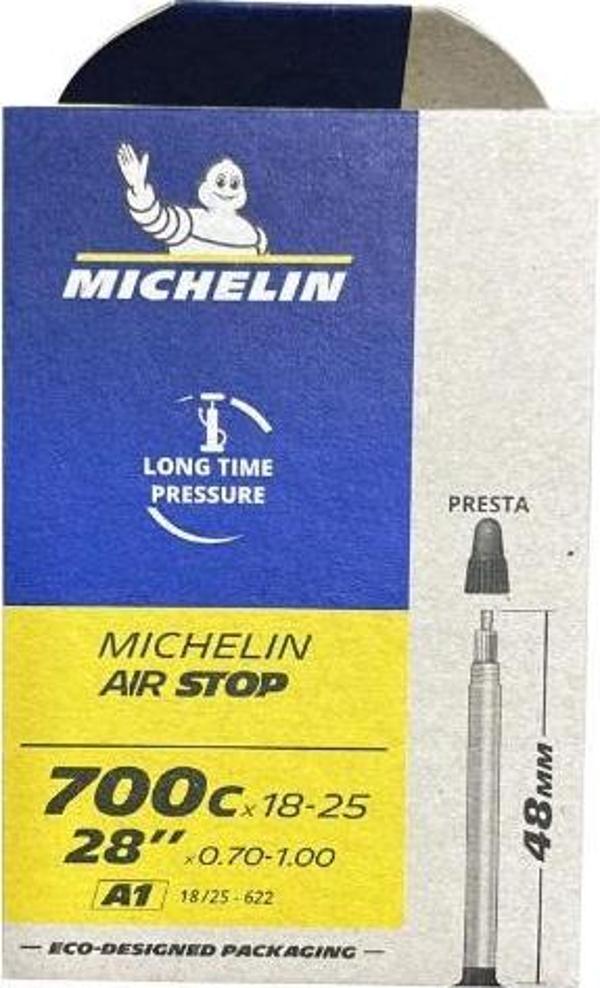 MICHELIN
LONG TIME
PRESSURE
PRESTA
MICHELIN
AIR STOP
700C x 18-25
28" x 0.70-1.00
A1 18/25 - 622
48MM
— ECO-DESIGNED PACKAGING —